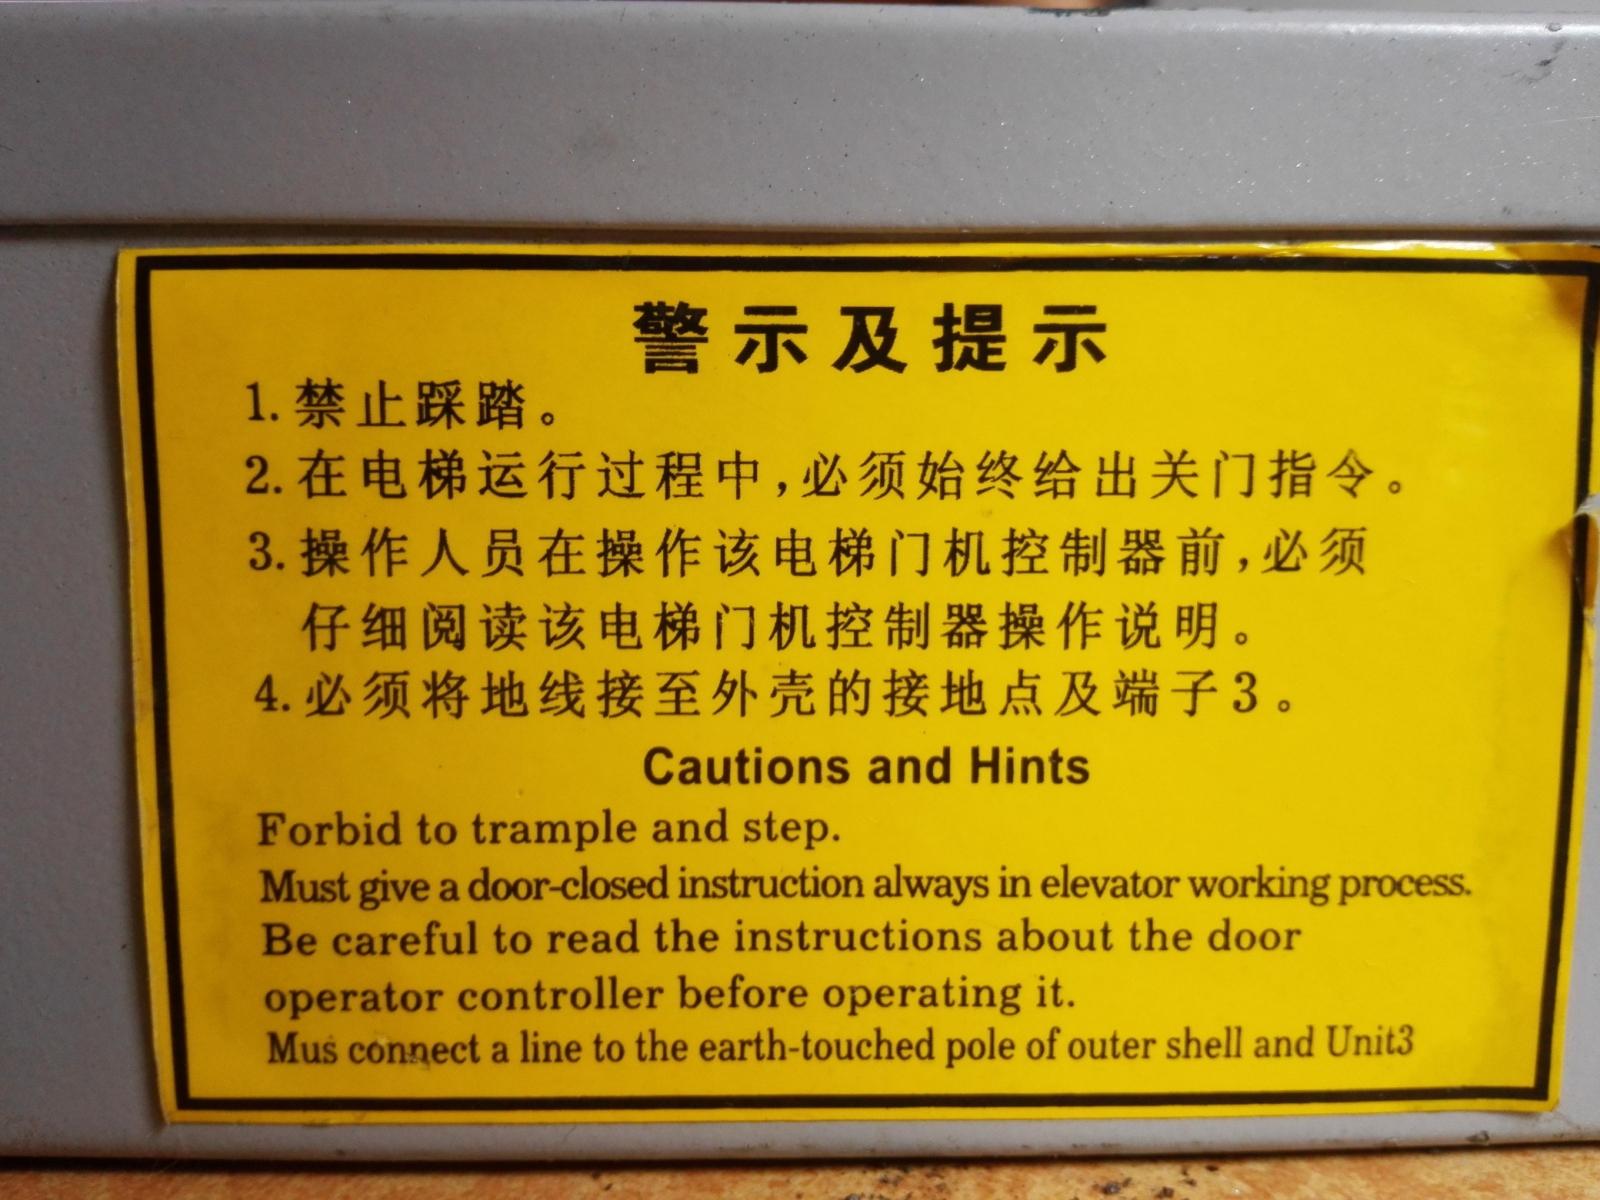 警示及提示
1.禁止踩踏。
2.在电梯运行过程中,必须始终给出关门指令。
3.操作人员在操作该电梯门机控制器前,必须
仔细阅读该电梯门机控制器操作说明。
4.必须将地线接至外壳的接地点及端子3。
Cautions and Hints
Forbid to trample and step.
Must give a door-closed instruction always in elevator working process.
Be careful to read the instructions about the door
operator controller before operating it.
Mus connect a line to the earth-touched pole of outer shell and Unit3